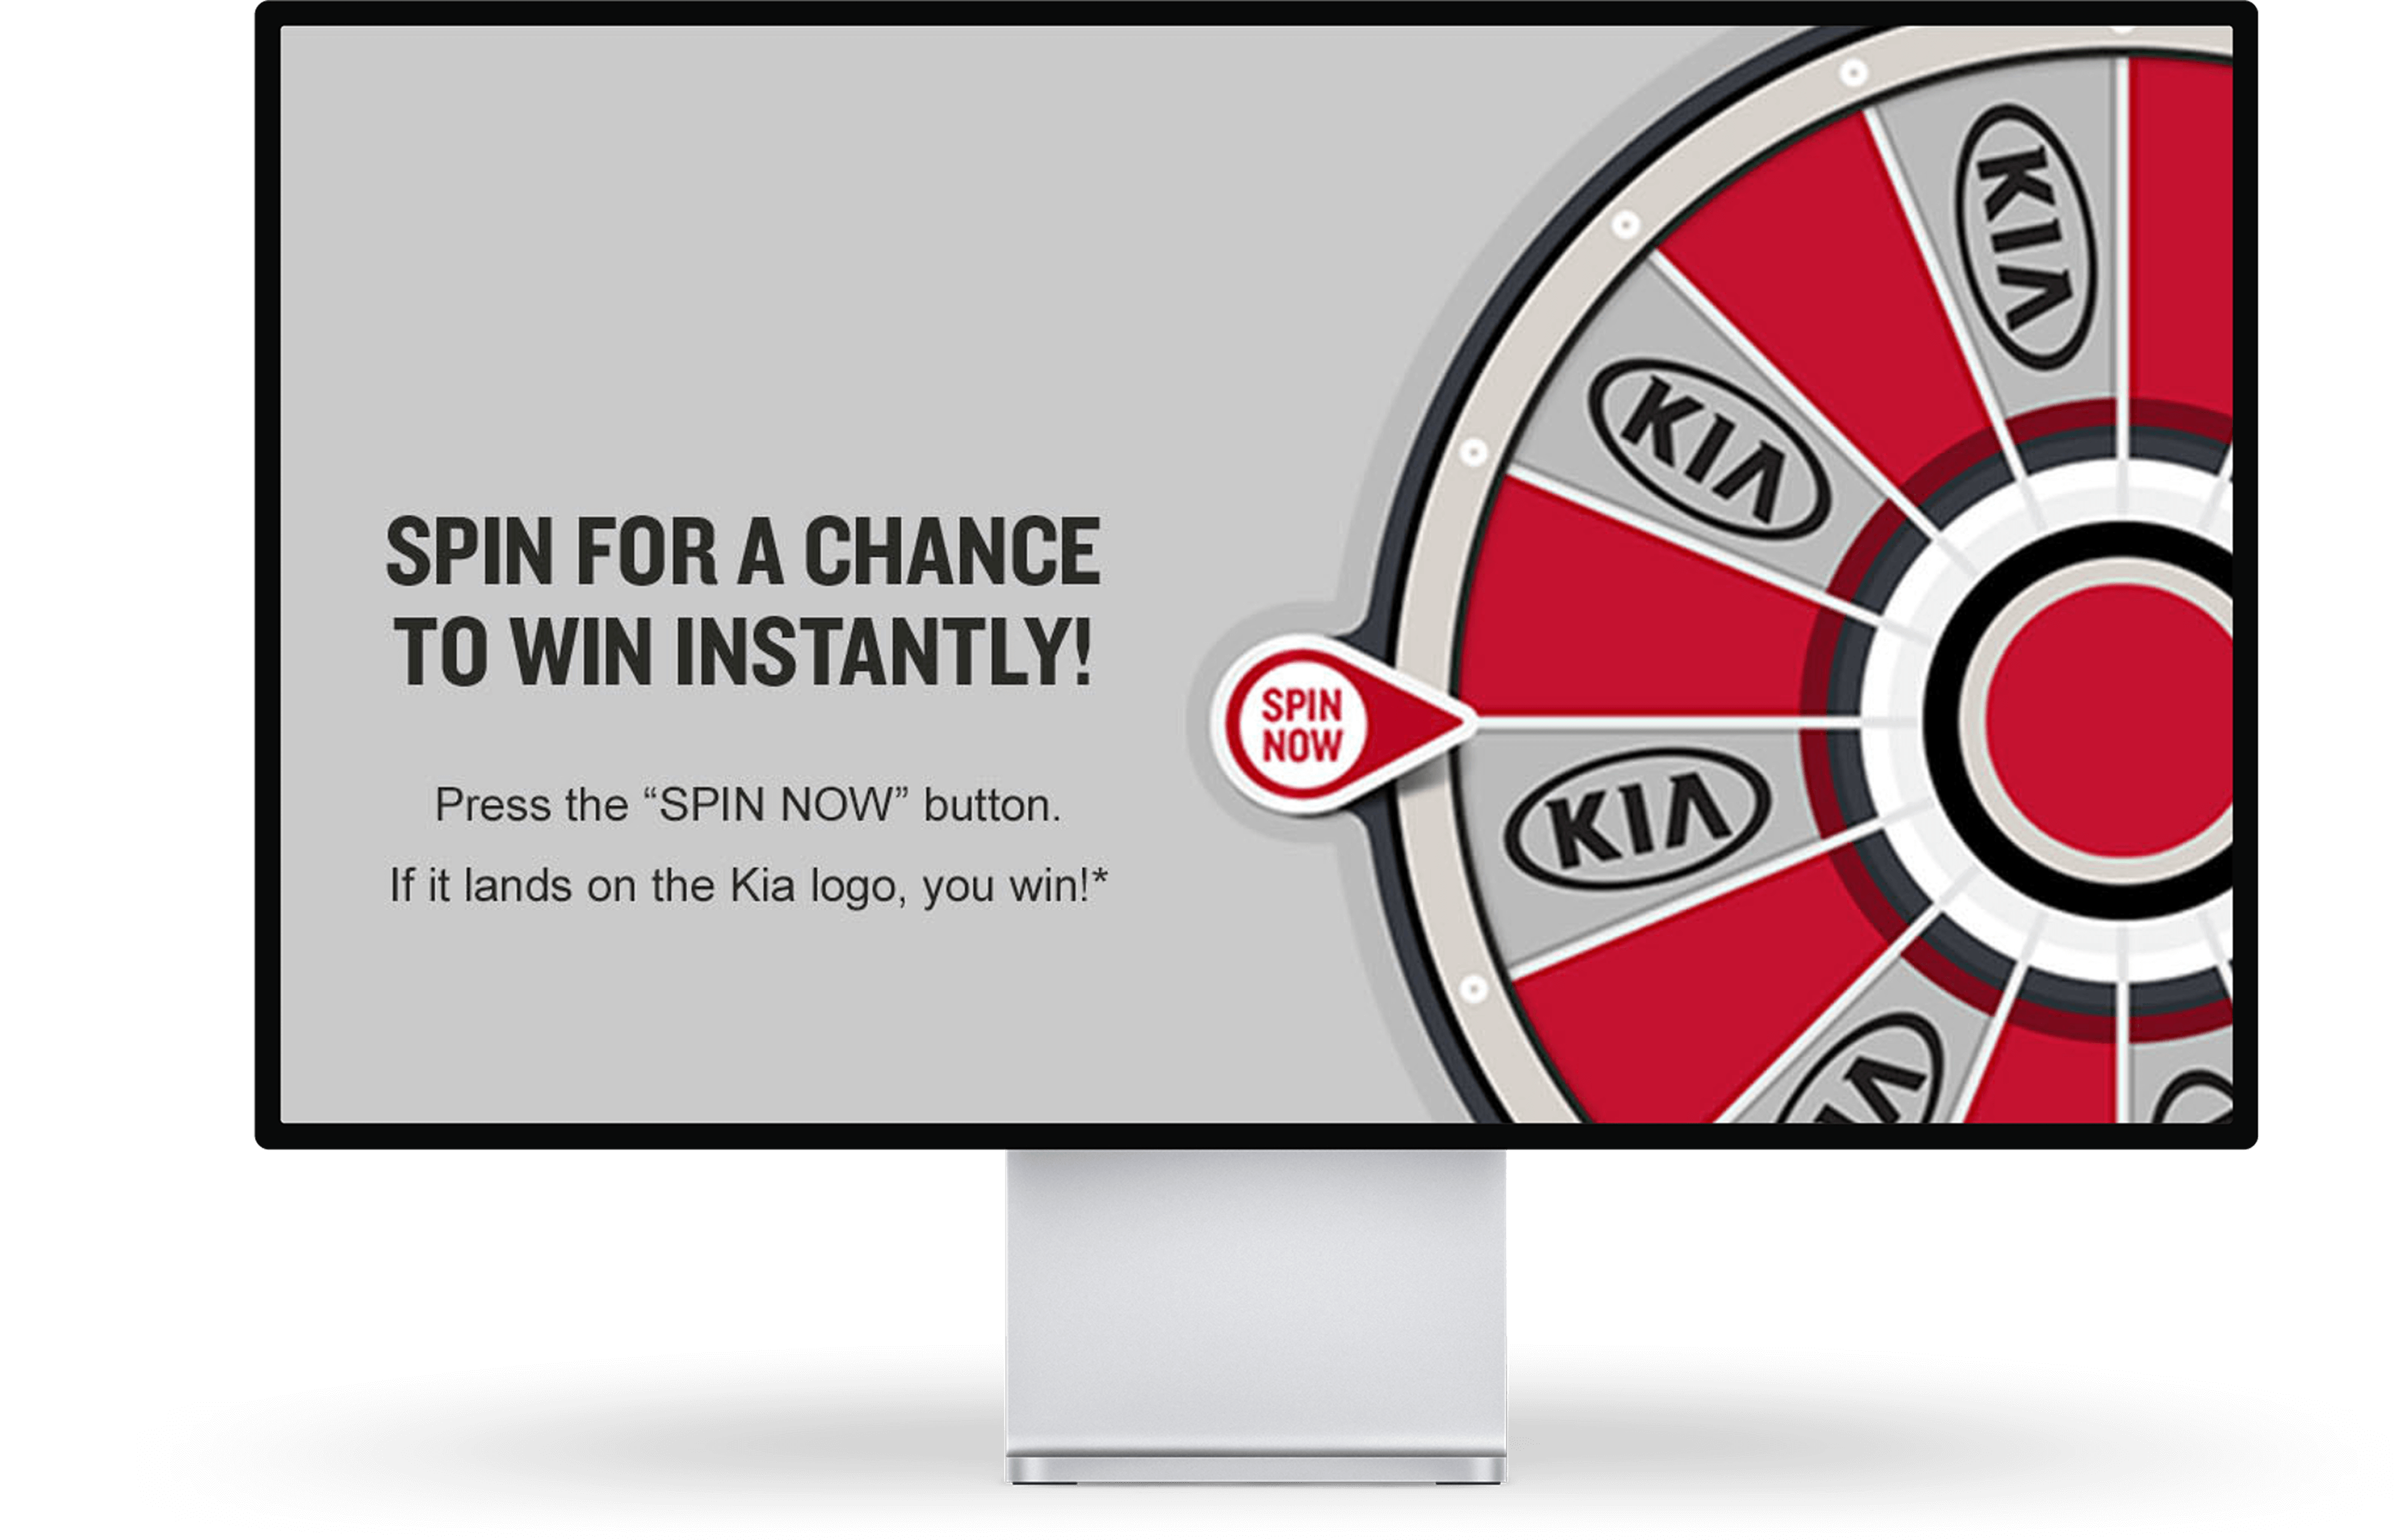 SPIN FOR A CHANCE
TO WIN INSTANTLY!
Press the “SPIN NOW” button.
If it lands on the Kia logo, you win!*
SPIN
NOW
KIA
KIA
KIA